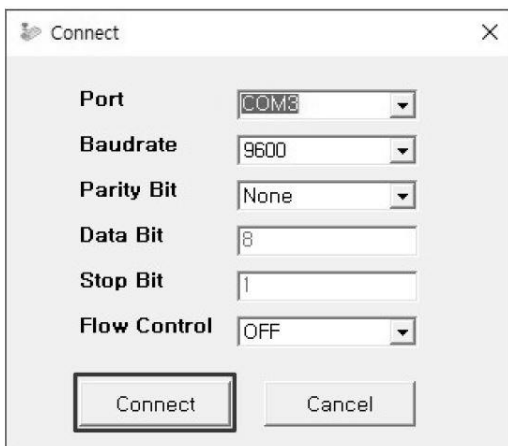 Connect
Port COM3
Baudrate 9600
Parity Bit None
Data Bit 8
Stop Bit 1
Flow Control OFF
Connect Cancel